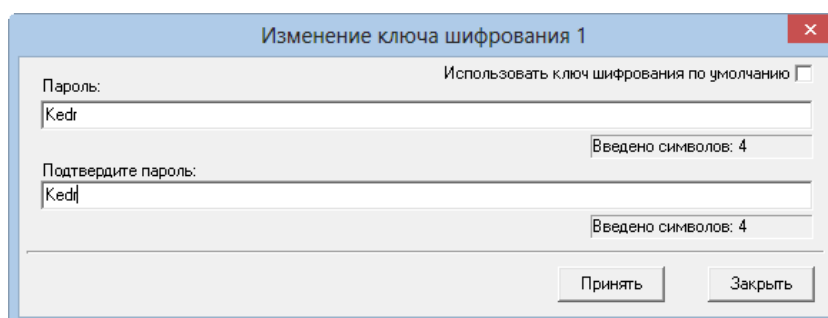 Изменение ключа шифрования 1
Использовать ключ шифрования по умолчанию
Пароль:
Kedr
Введено символов: 4
Подтвердите пароль:
Kedr
Введено символов: 4
Принять
Закрыть